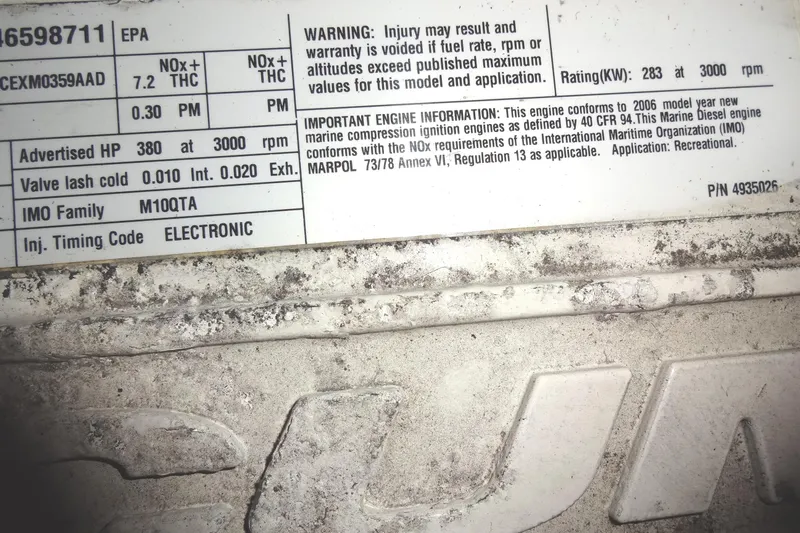 46598711 EPA
CEXM0359AAD 7.2 NOx+ THC NOx+ THC
0.30 PM PM
Advertised HP 380 at 3000 rpm
Valve lash cold 0.010 Int. 0.020 Exh.
IMO Family M10QTA
Inj. Timing Code ELECTRONIC
WARNING: Injury may result and
warranty is voided if fuel rate, rpm or
altitudes exceed published maximum
values for this model and application.
Rating(KW): 283 at 3000 rpm
IMPORTANT ENGINE INFORMATION: This engine conforms to 2006 model year new
marine compression ignition engines as defined by 40 CFR 94.This Marine Diesel engine
conforms with the NOx requirements of the International Maritime Organization (IMO)
MARPOL 73/78 Annex VI, Regulation 13 as applicable. Application: Recreational.
P/N 4935026
CUM